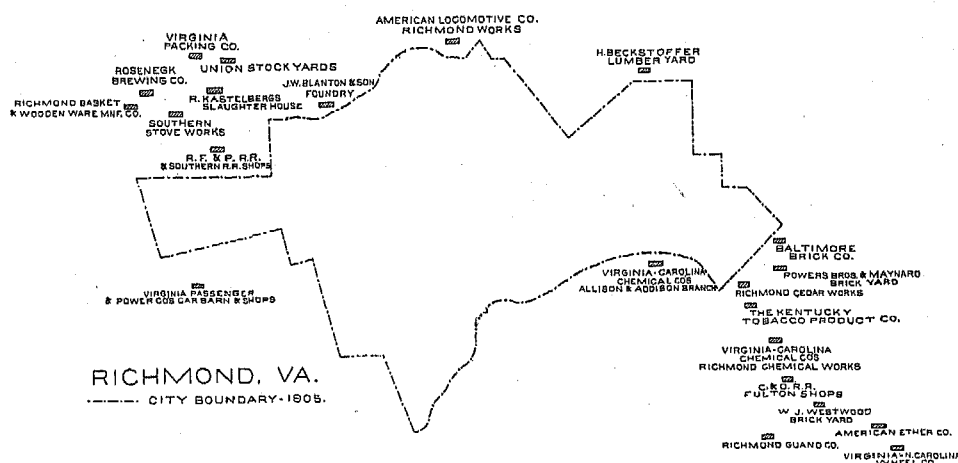 AMERICAN LOCOMOTIVE CO.
RICHMOND WORKS
VIRGINIA
PACKING CO.
UNION STOCK YARDS
H. BECKSTOFFER
LUMBER YARD
ROSENEGK
BREWING CO.
J.W. BLANTON & SON
FOUNDRY
RICHMOND BASKET
& WOODEN WARE MNF. CO.
R. KASTELBERGS
SLAUGHTER HOUSE
SOUTHERN
STOVE WORKS
R. F. & P. R.R.
& SOUTHERN R.R. SHOPS
BALTIMORE
BRICK CO.
VIRGINIA-CAROLINA
CHEMICAL COS
ALLISON & ADDISON BRANCH
POWERS BROS. & MAYNARD
BRICK YARD
VIRGINIA PASSENGER
& POWER COS CAR BARN & SHOPS
RICHMOND CEDAR WORKS
THE KENTUCKY
TOBACCO PRODUCT CO.
VIRGINIA-CAROLINA
CHEMICAL COS
RICHMOND CHEMICAL WORKS
RICHMOND, VA.
CITY BOUNDARY-1905.
C. & O. R.R.
FULTON SHOPS
W. J. WESTWOOD
BRICK YARD
AMERICAN ETHER CO.
RICHMOND GUANO CO.
VIRGINIA-N. CAROLINA
WHEEL CO.